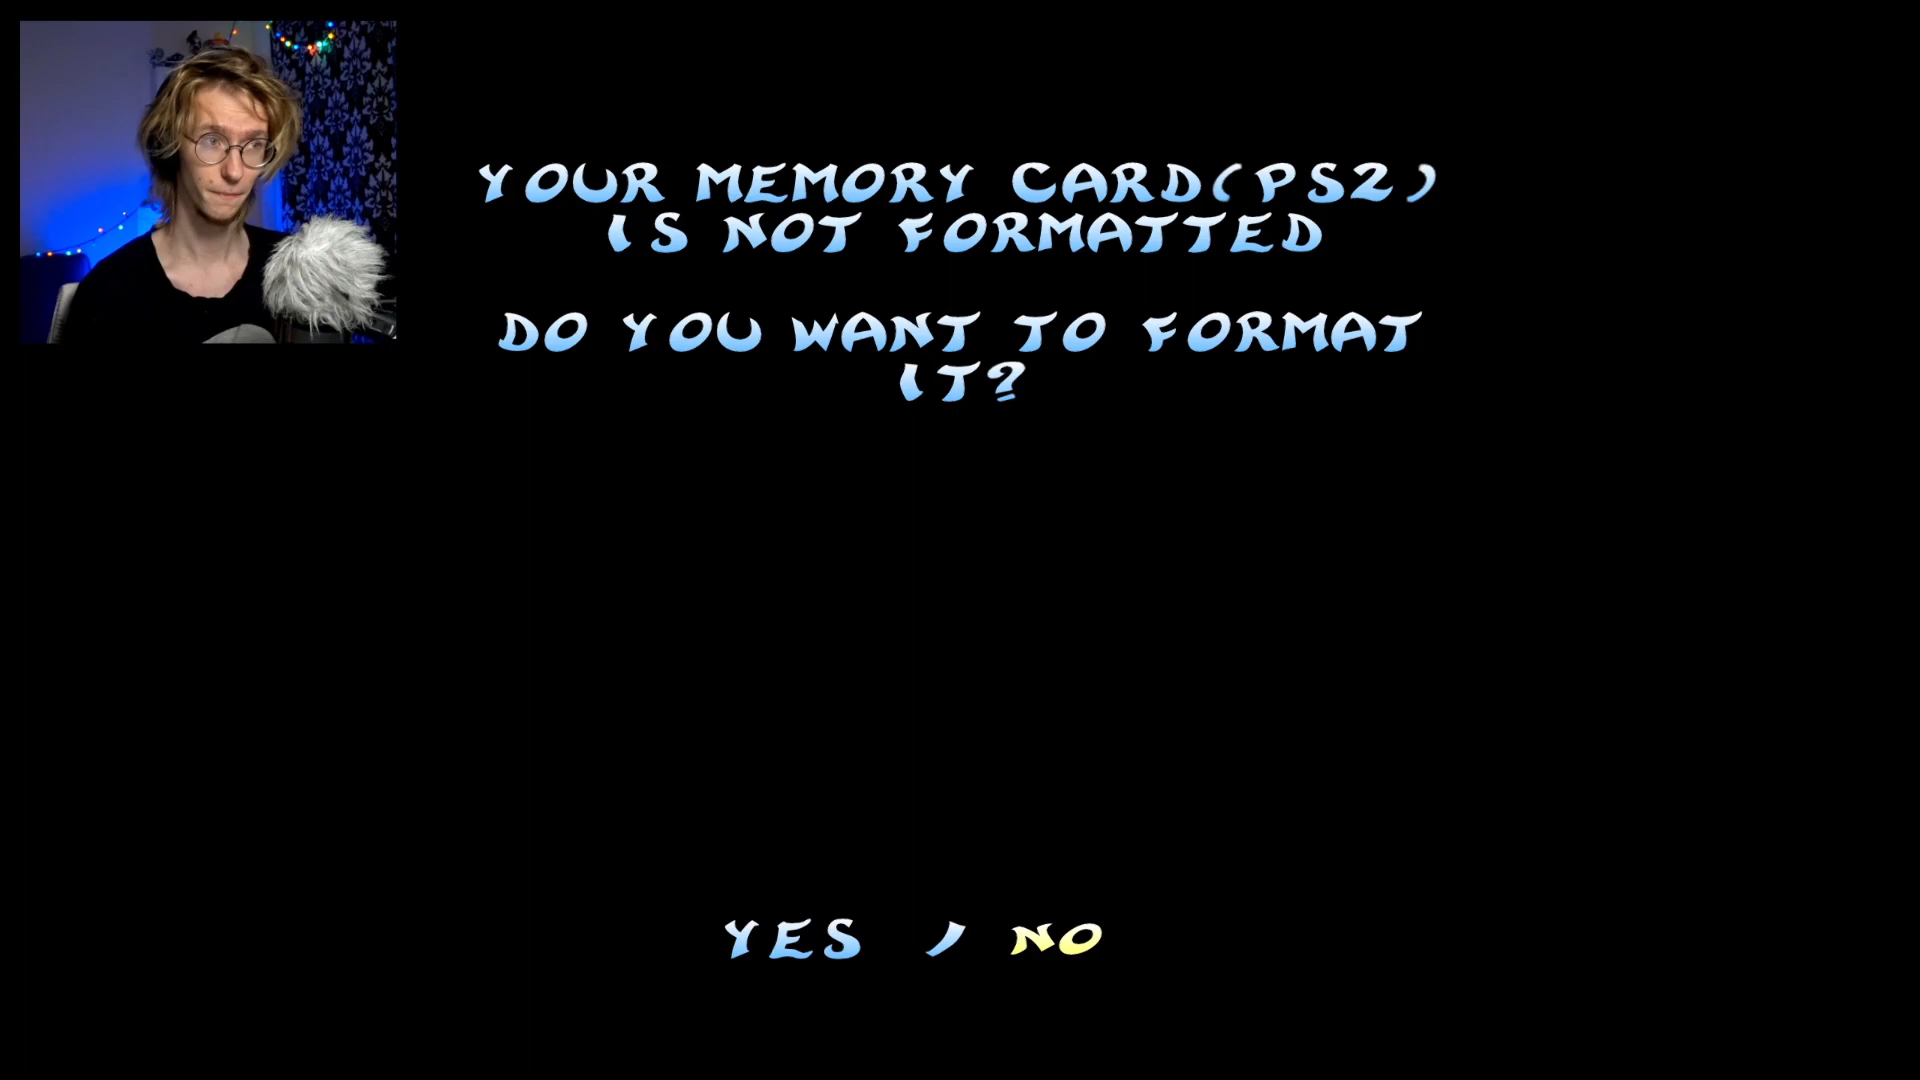 YOUR MEMORY CARD(PS2)
IS NOT FORMATTED
DO YOU WANT TO FORMAT
IT?
YES / NO